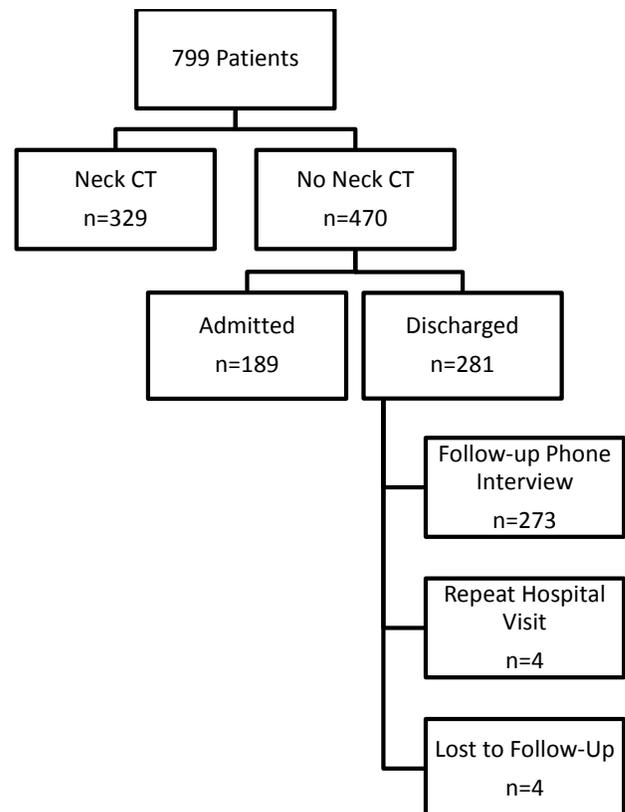 799 Patients
Neck CT
n=329
No Neck CT
n=470
Admitted
n=189
Discharged
n=281
Follow-up Phone
Interview
n=273
Repeat Hospital
Visit
n=4
Lost to Follow-Up
n=4